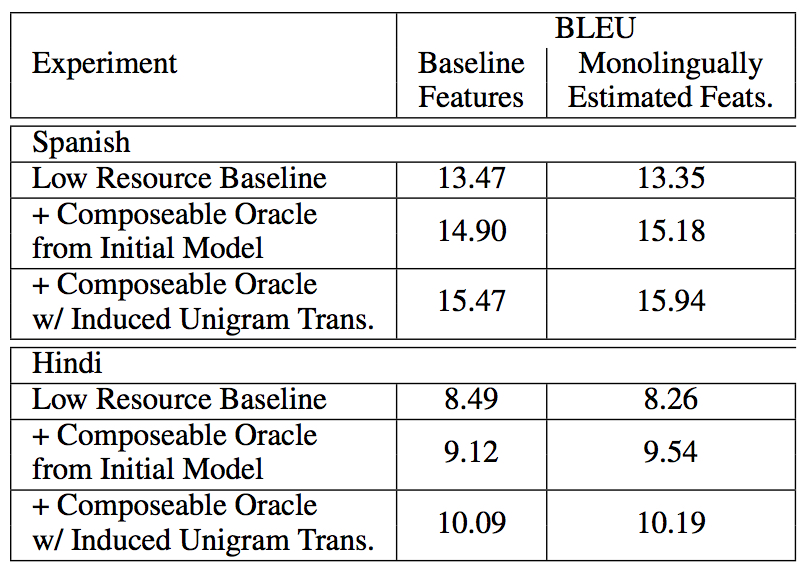 BLEU
Experiment Baseline Monolingually
Features Estimated Feats.
Spanish
Low Resource Baseline 13.47 13.35
+ Composeable Oracle
from Initial Model 14.90 15.18
+ Composeable Oracle
w/ Induced Unigram Trans. 15.47 15.94
Hindi
Low Resource Baseline 8.49 8.26
+ Composeable Oracle
from Initial Model 9.12 9.54
+ Composeable Oracle
w/ Induced Unigram Trans. 10.09 10.19